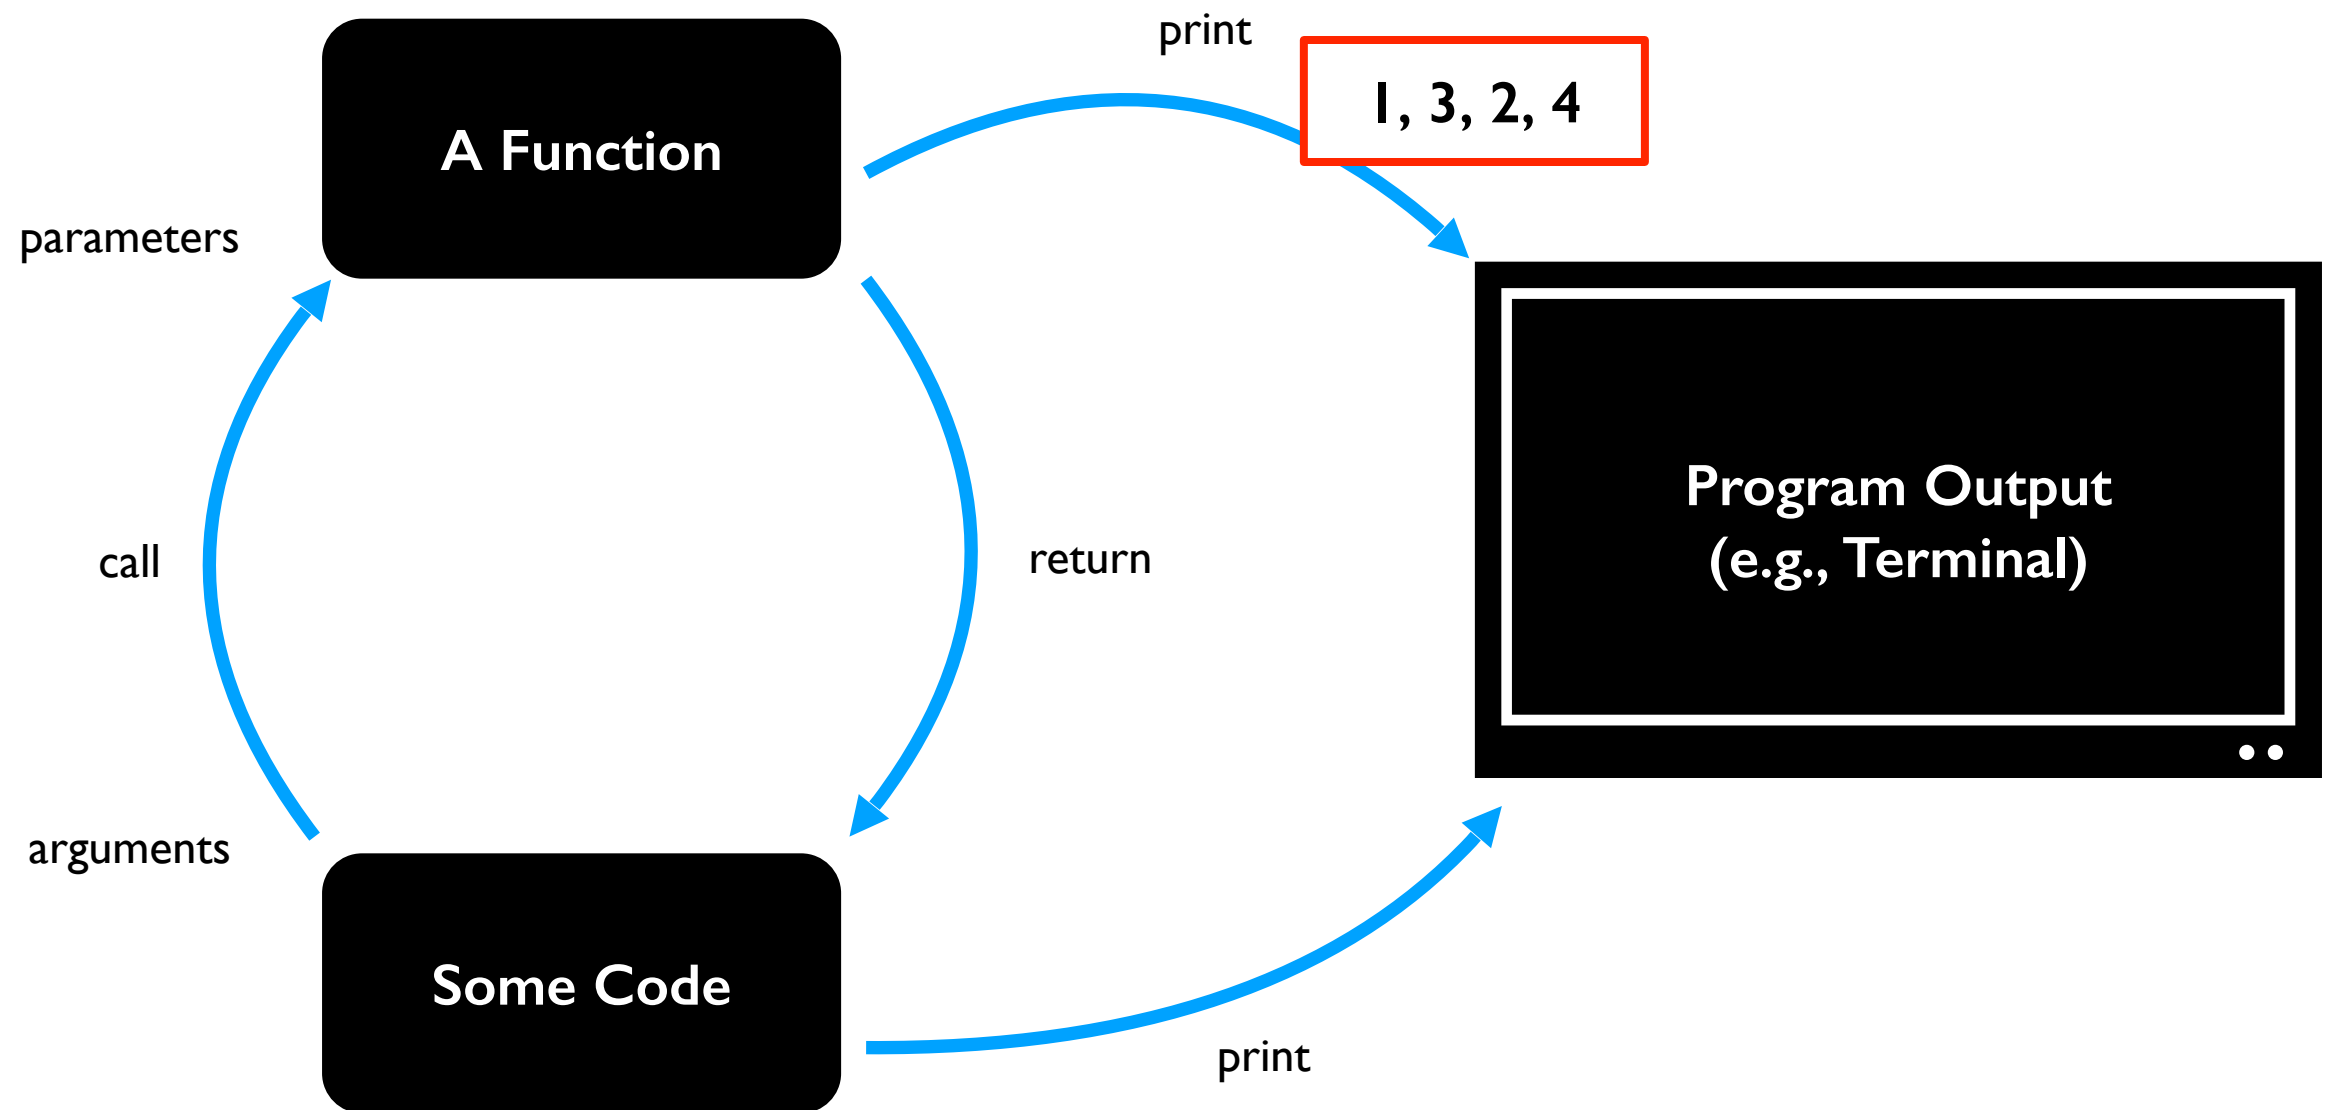 print
1, 3, 2, 4
A Function
parameters
call
return
Program Output
(e.g., Terminal)
arguments
Some Code
print